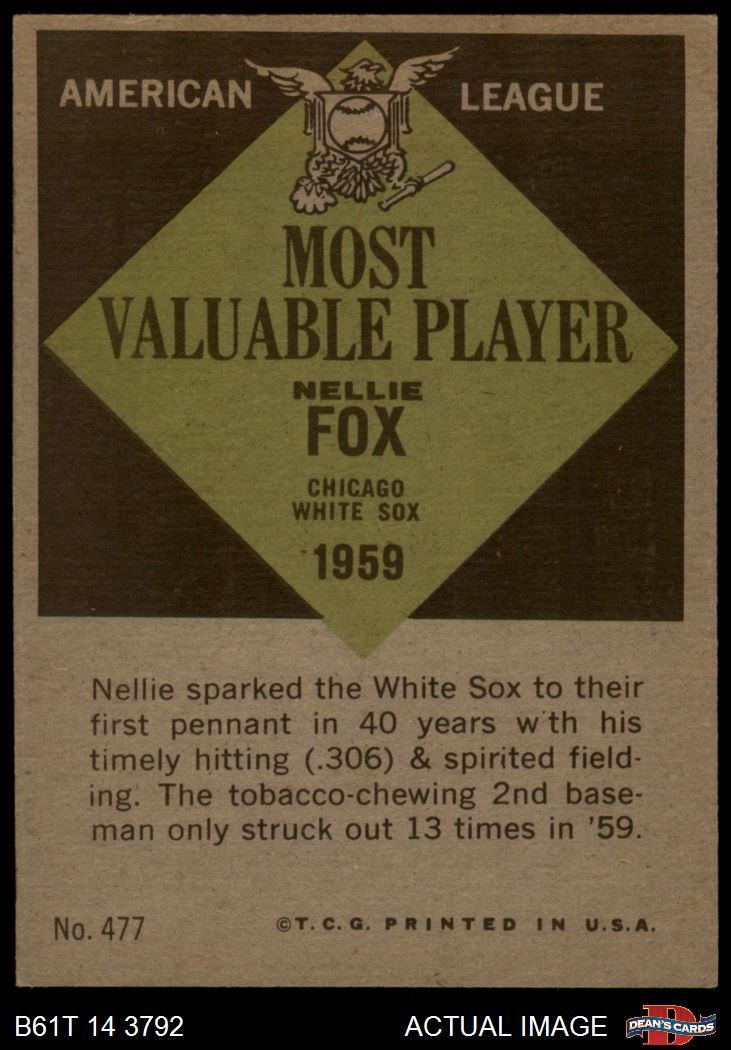 AMERICAN LEAGUE
MOST
VALUABLE PLAYER
NELLIE
FOX
CHICAGO
WHITE SOX
1959
Nellie sparked the White Sox to their
first pennant in 40 years w th his
timely hitting (.306) & spirited field-
ing. The tobacco-chewing 2nd base-
man only struck out 13 times in '59.
No. 477 ©T.C.G. PRINTED IN U.S.A.
B61T 14 3792 ACTUAL IMAGE DEAN'S CARDS